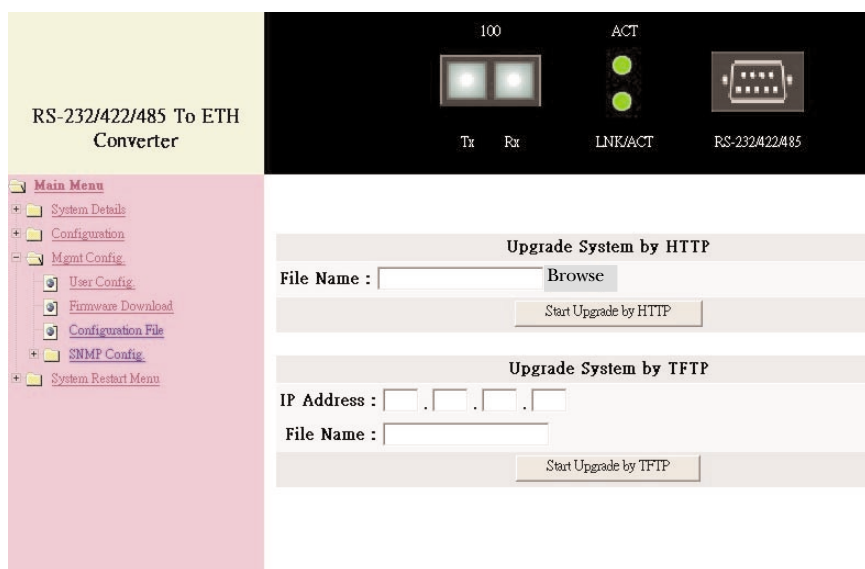 RS-232/422/485 To ETH
Converter
100
ACT
Tx
Rx
LNK/ACT
RS-232/422/485
Main Menu
System Details
Configuration
Mgmt Config.
User Config.
Firmware Download
Configuration File
SNMP Config.
System Restart Menu
Upgrade System by HTTP
File Name :
Browse
Start Upgrade by HTTP
Upgrade System by TFTP
IP Address : . . .
File Name :
Start Upgrade by TFTP